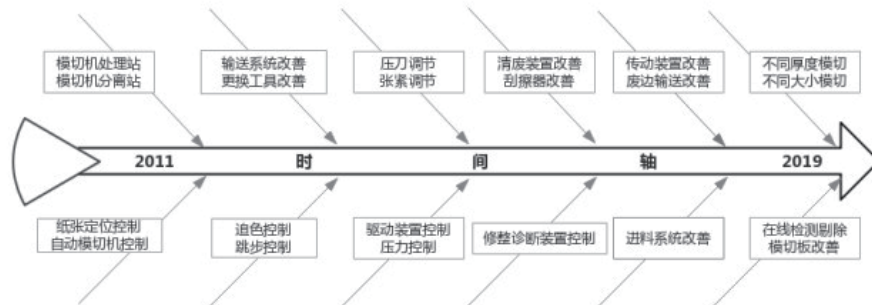 模切机处理站
模切机分离站
输送系统改善
更换工具改善
压刀调节
张紧调节
清废装置改善
刮擦器改善
传动装置改善
废边输送改善
不同厚度模切
不同大小模切
2011 时 间 轴 2019
纸张定位控制
自动模切机控制
追色控制
跳步控制
驱动装置控制
压力控制
修整诊断装置控制
进料系统改善
在线检测剔除
模切板改善